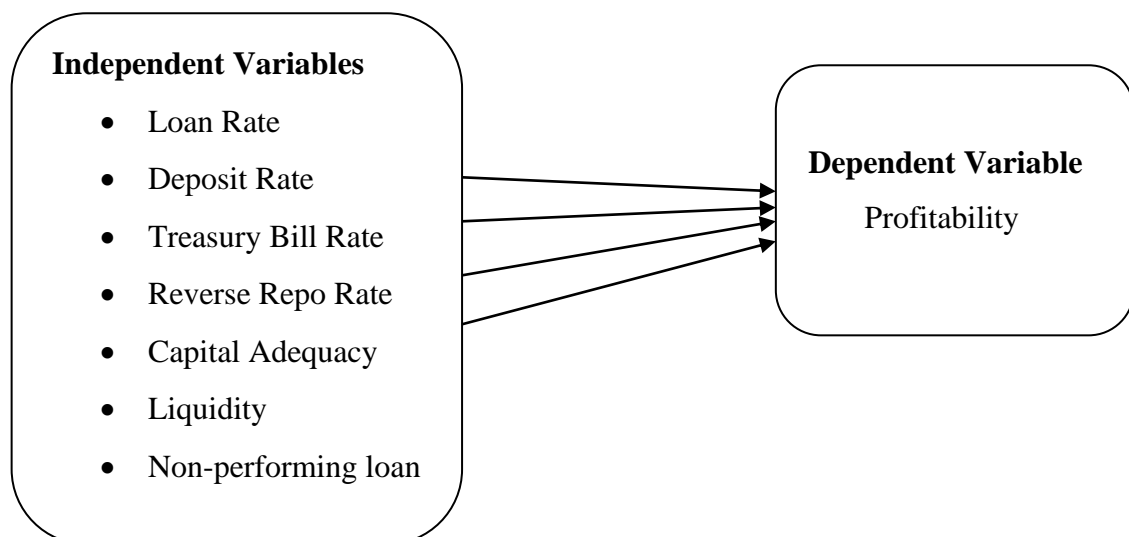 Independent Variables
• Loan Rate
• Deposit Rate
• Treasury Bill Rate
• Reverse Repo Rate
• Capital Adequacy
• Liquidity
• Non-performing loan
Dependent Variable
Profitability